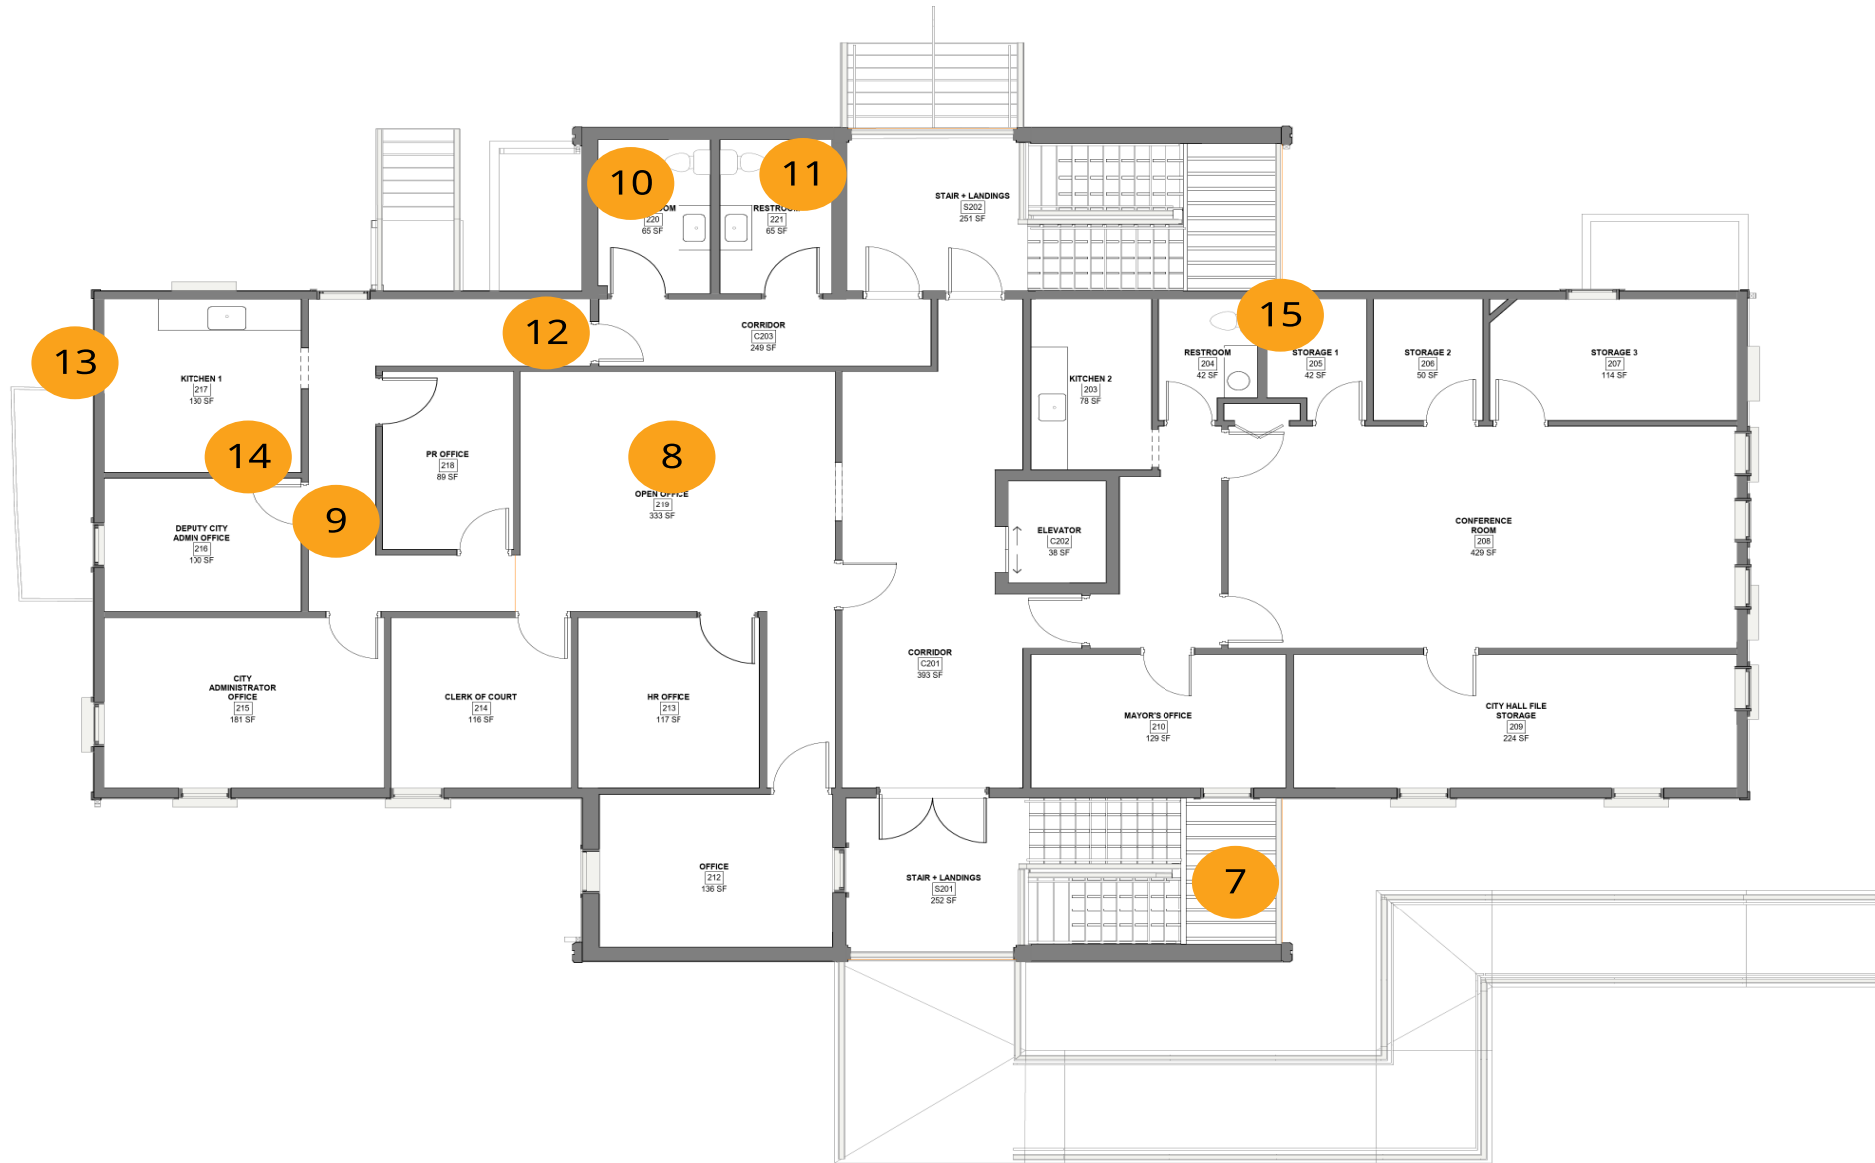 10
11
OM
220
65 SF
RESTROO
221
65 SF
STAIR + LANDINGS
S202
251 SF
12
CORRIDOR
C203
249 SF
13
KITCHEN 1
217
130 SF
14
15
RESTROOM
204
42 SF
STORAGE 1
205
42 SF
STORAGE 2
206
50 SF
STORAGE 3
207
114 SF
KITCHEN 2
203
78 SF
PR OFFICE
218
89 SF
8
OPEN OFFICE
219
333 SF
9
DEPUTY CITY
ADMIN OFFICE
216
100 SF
ELEVATOR
C202
38 SF
CONFERENCE
ROOM
208
429 SF
CITY
ADMINISTRATOR
OFFICE
215
181 SF
CLERK OF COURT
214
116 SF
HR OFFICE
213
117 SF
CORRIDOR
C201
393 SF
MAYOR'S OFFICE
210
129 SF
CITY HALL FILE
STORAGE
209
224 SF
OFFICE
212
136 SF
STAIR + LANDINGS
S201
252 SF
7